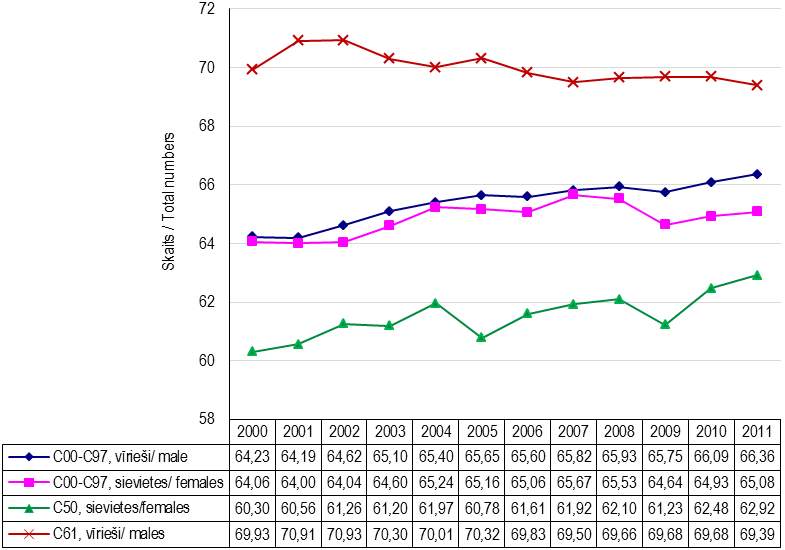 72
70
68
66
64
62
60
58
Skaits / Total numbers
2000 2001 2002 2003 2004 2005 2006 2007 2008 2009 2010 2011
C00-C97, vīrieši/ male 64,23 64,19 64,62 65,10 65,40 65,65 65,60 65,82 65,93 65,75 66,09 66,36
C00-C97, sievietes/ females 64,06 64,00 64,04 64,60 65,24 65,16 65,06 65,67 65,53 64,64 64,93 65,08
C50, sievietes/females 60,30 60,56 61,26 61,20 61,97 60,78 61,61 61,92 62,10 61,23 62,48 62,92
C61, vīrieši/ males 69,93 70,91 70,93 70,30 70,01 70,32 69,83 69,50 69,66 69,68 69,68 69,39